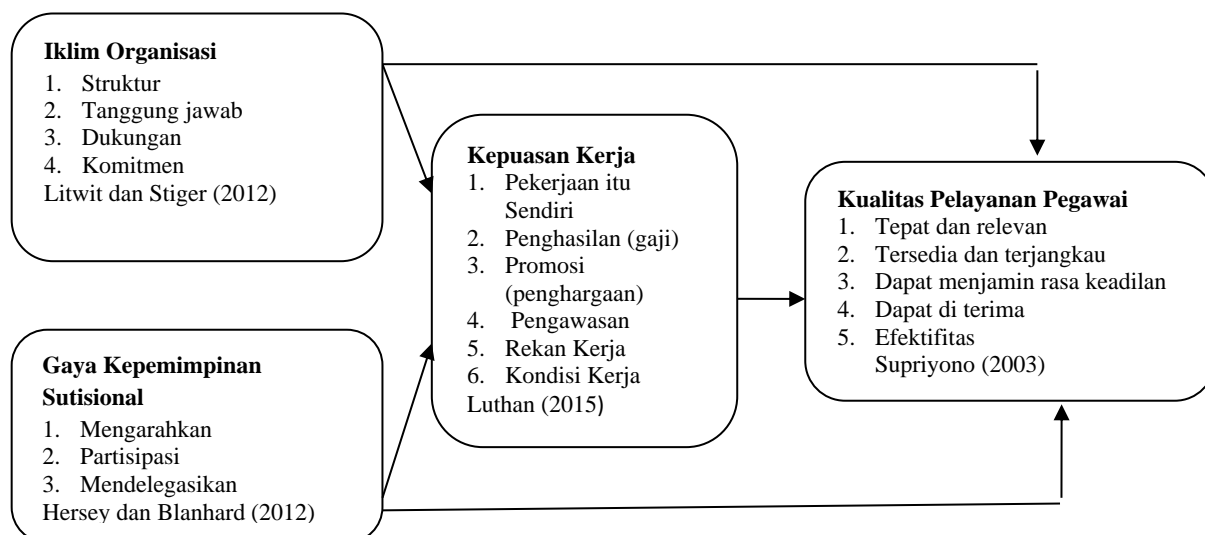 Iklim Organisasi
1. Struktur
2. Tanggung jawab
3. Dukungan
4. Komitmen
Litwit dan Stiger (2012)
Gaya Kepemimpinan
Sutisional
1. Mengarahkan
2. Partisipasi
3. Mendelegasikan
Hersey dan Blanhard (2012)
Kepuasan Kerja
1. Pekerjaan itu
Sendiri
2. Penghasilan (gaji)
3. Promosi
(penghargaan)
4. Pengawasan
5. Rekan Kerja
6. Kondisi Kerja
Luthan (2015)
Kualitas Pelayanan Pegawai
1. Tepat dan relevan
2. Tersedia dan terjangkau
3. Dapat menjamin rasa keadilan
4. Dapat di terima
5. Efektifitas
Supriyono (2003)